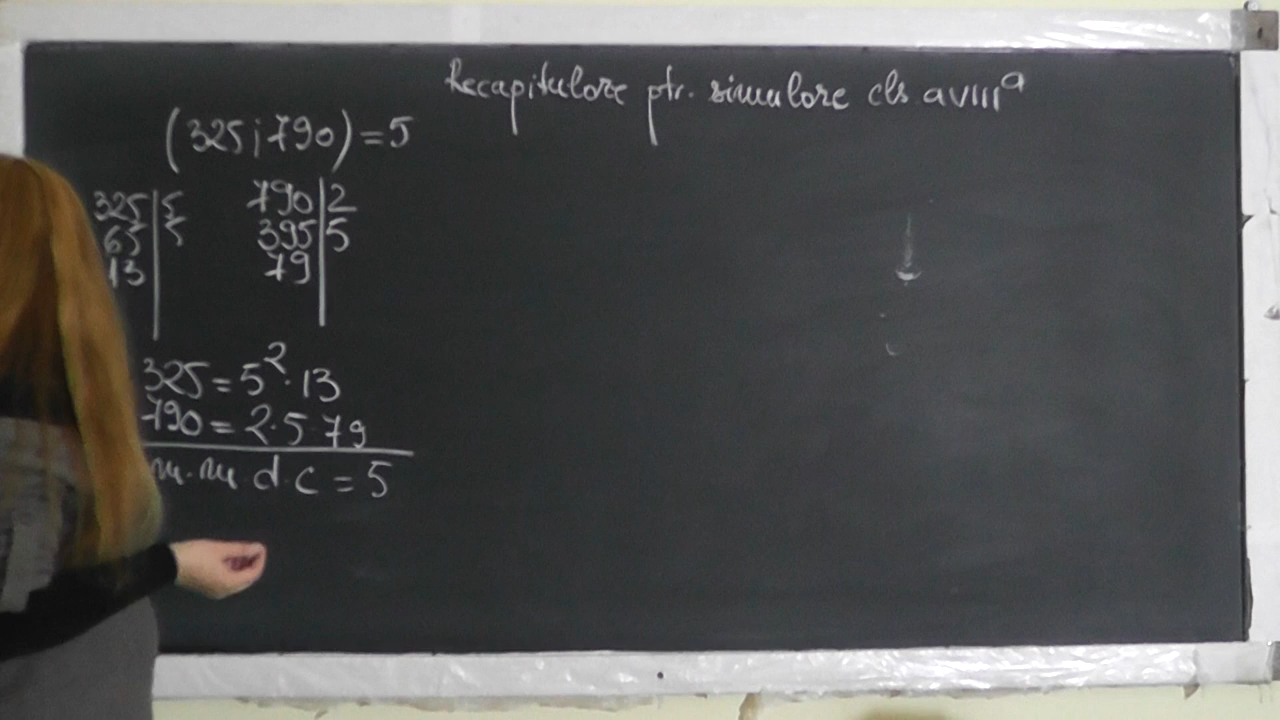 Recapitulare ptr. simulare cls. a VIII ª
(325; 790) = 5
325 | 5 790 | 2
65 | 5 395 | 5
13 | 79 |
325 = 5² · 13
790 = 2 · 5 · 79
m. m d. c = 5